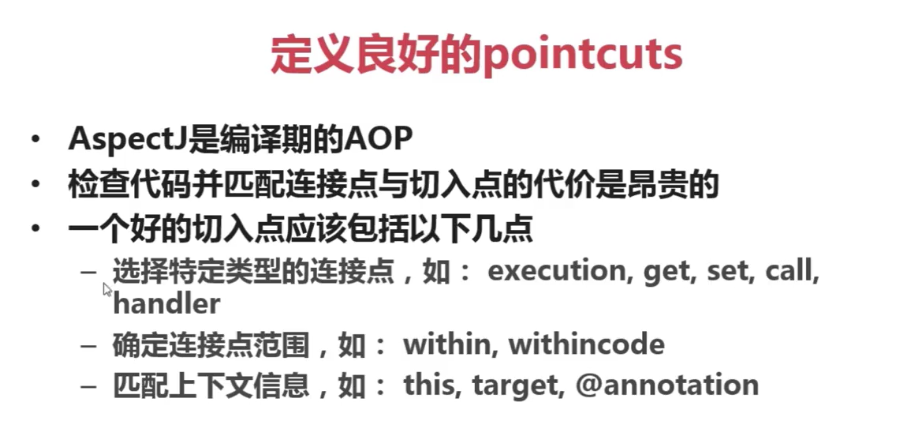 定义良好的pointcuts
• AspectJ是编译期的AOP
• 检查代码并匹配连接点与切入点的代价是昂贵的
• 一个好的切入点应该包括以下几点
– 选择特定类型的连接点，如： execution, get, set, call,
handler
– 确定连接点范围，如： within, withincode
– 匹配上下文信息，如： this, target, @annotation